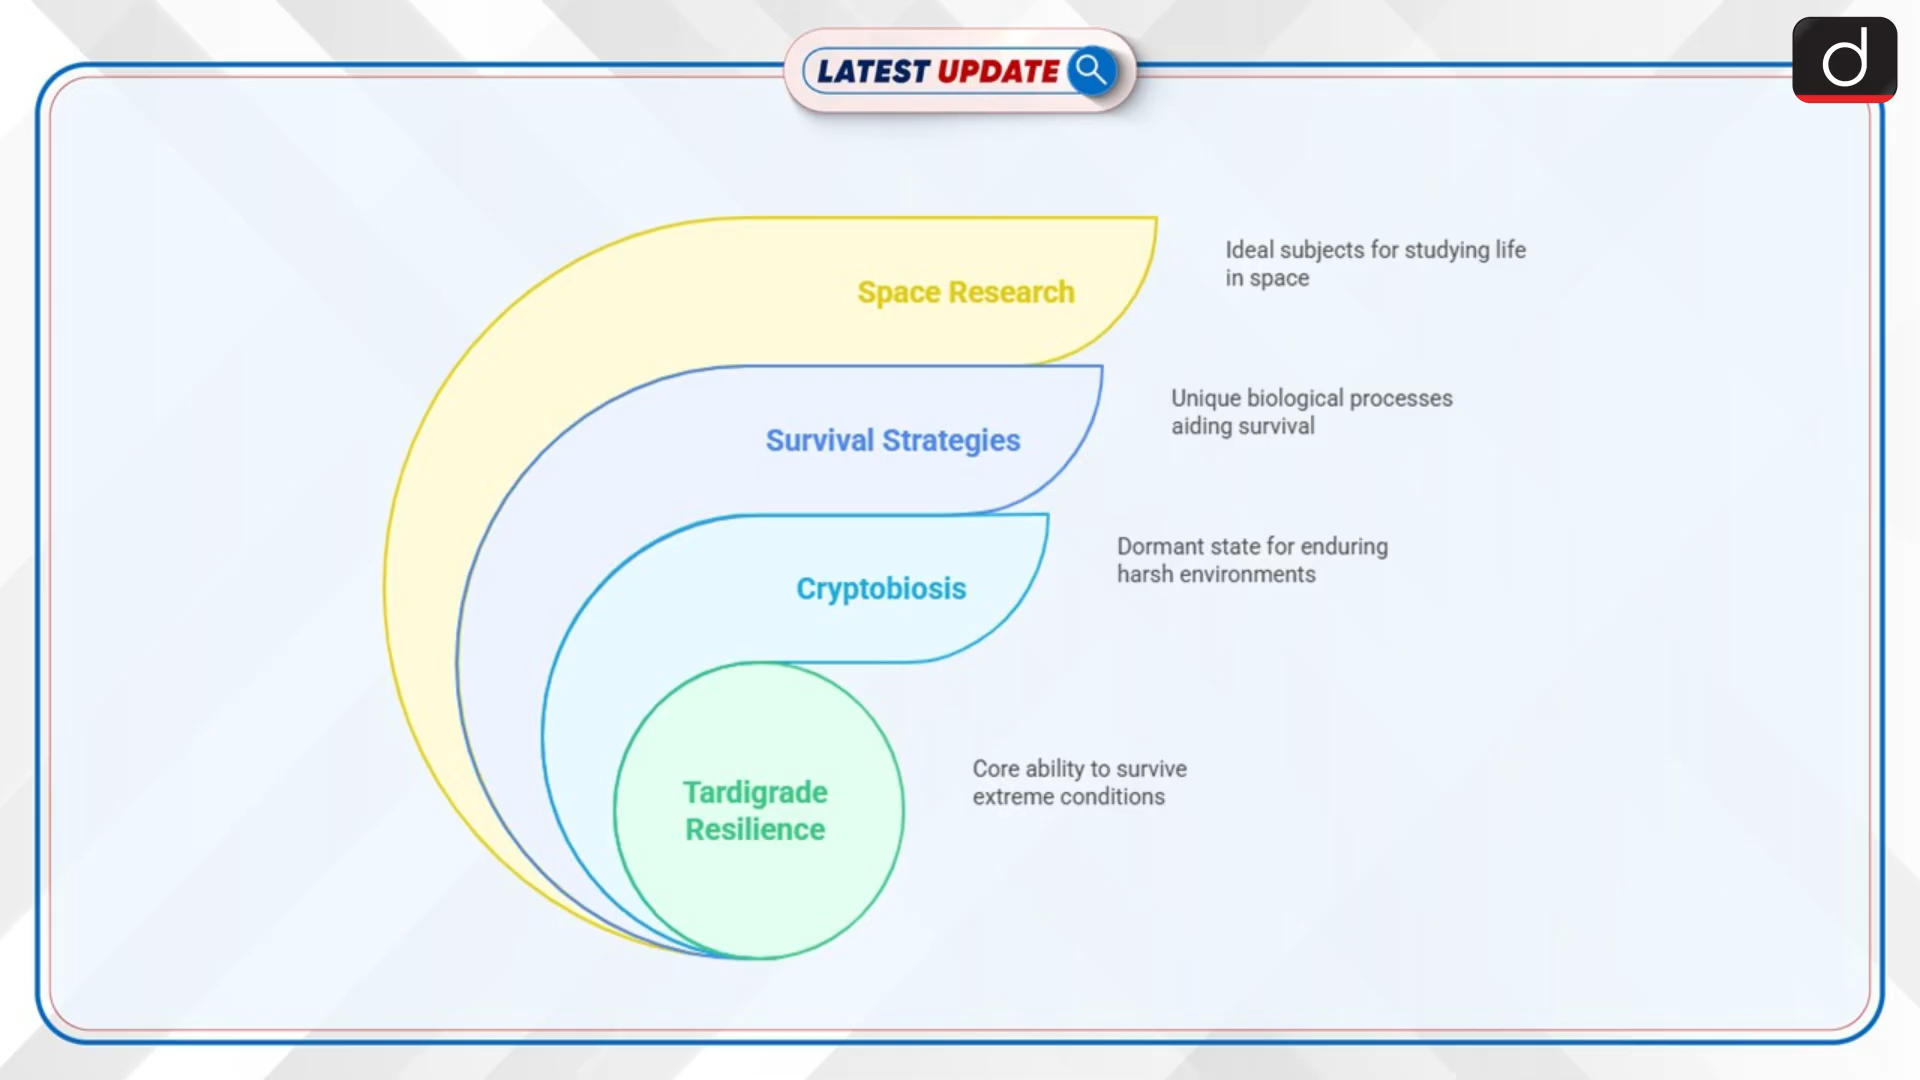 LATEST UPDATE
d
Space Research
Ideal subjects for studying life
in space
Survival Strategies
Unique biological processes
aiding survival
Cryptobiosis
Dormant state for enduring
harsh environments
Tardigrade
Resilience
Core ability to survive
extreme conditions